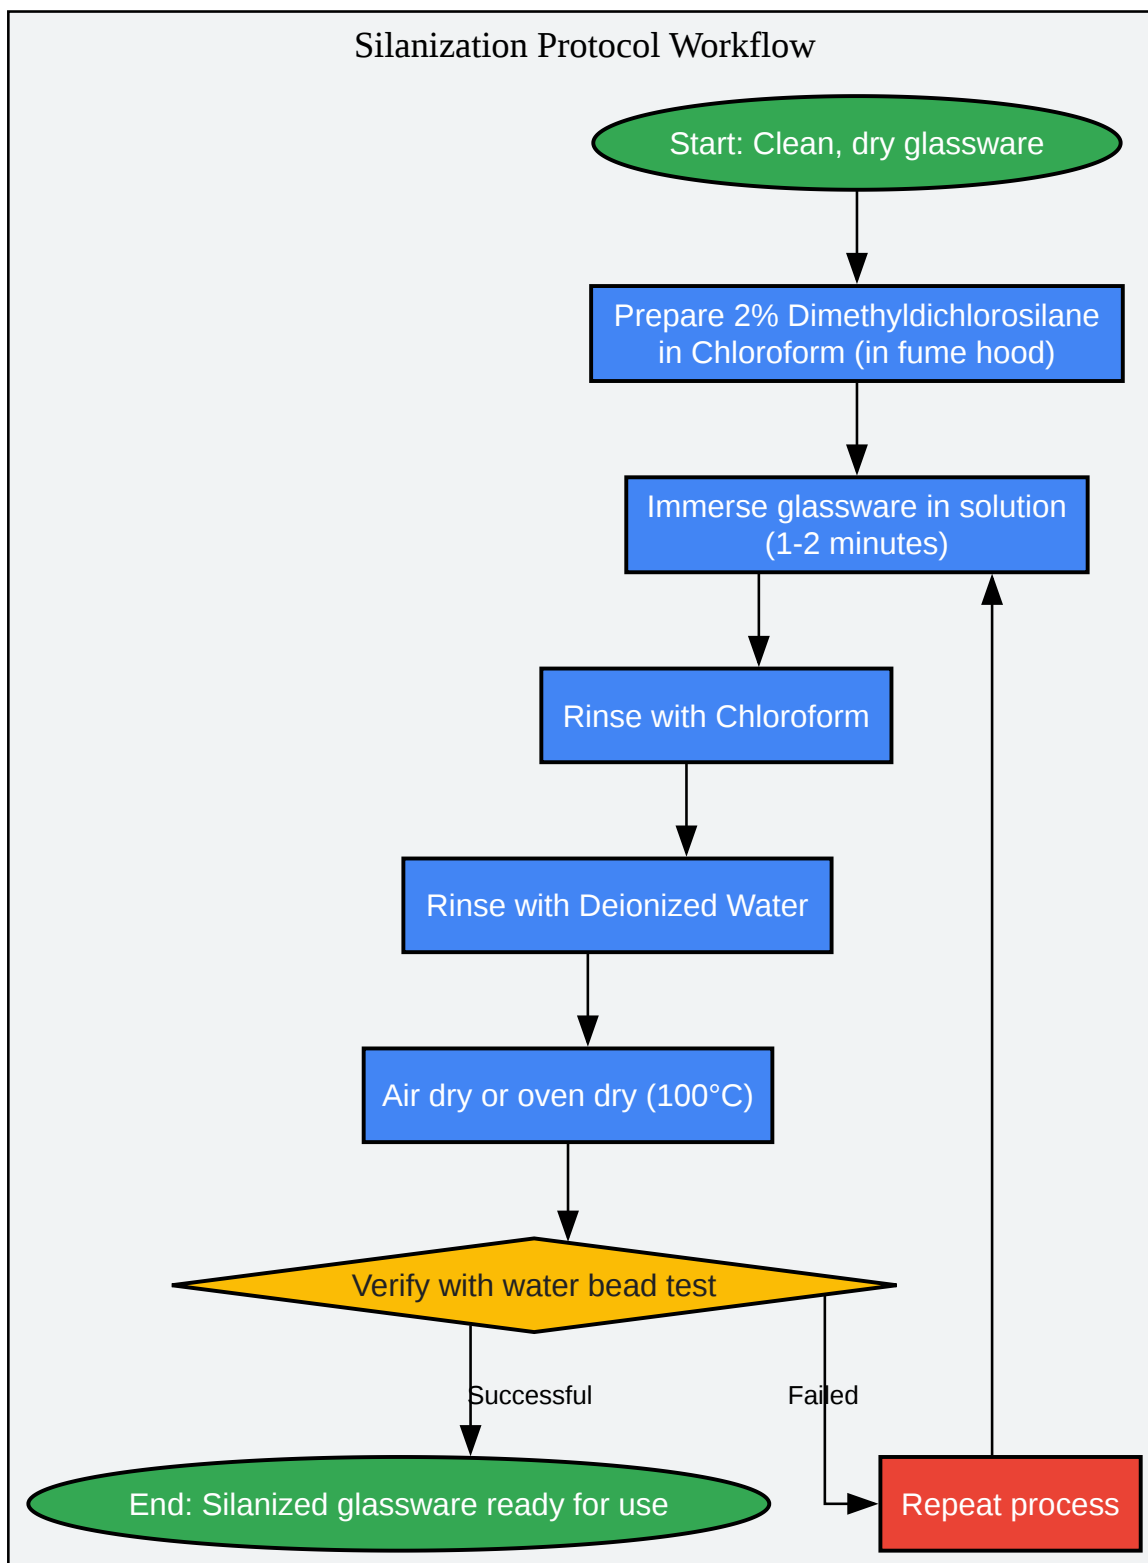 Silanization Protocol Workflow
Start: Clean, dry glassware
Prepare 2% Dimethyldichlorosilane
in Chloroform (in fume hood)
Immerse glassware in solution
(1-2 minutes)
Rinse with Chloroform
Rinse with Deionized Water
Air dry or oven dry (100°C)
Verify with water bead test
Successful
Failed
End: Silanized glassware ready for use
Repeat process